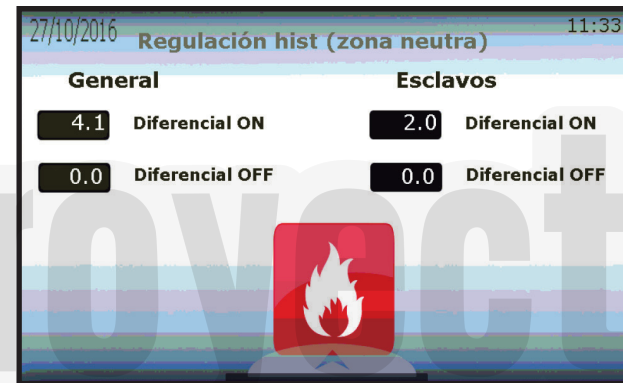 27/10/2016
11:33
Regulación hist (zona neutra)
General
Esclavos
4.1 Diferencial ON
2.0 Diferencial ON
0.0 Diferencial OFF
0.0 Diferencial OFF